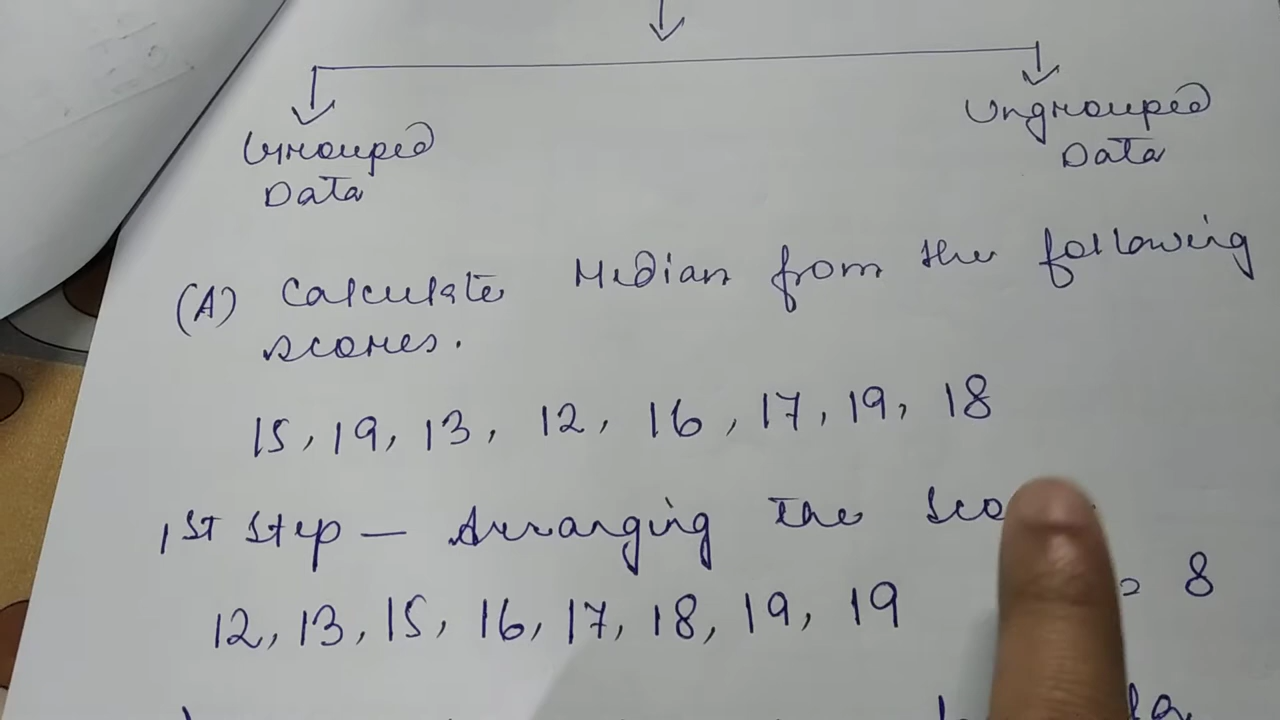 Grouped Data
Ungrouped Data
(A) Calculate Median from the following
scores.
15, 19, 13, 12, 16, 17, 19, 18
1st step — Arranging the
12, 13, 15, 16, 17, 18, 19, 19 = 8